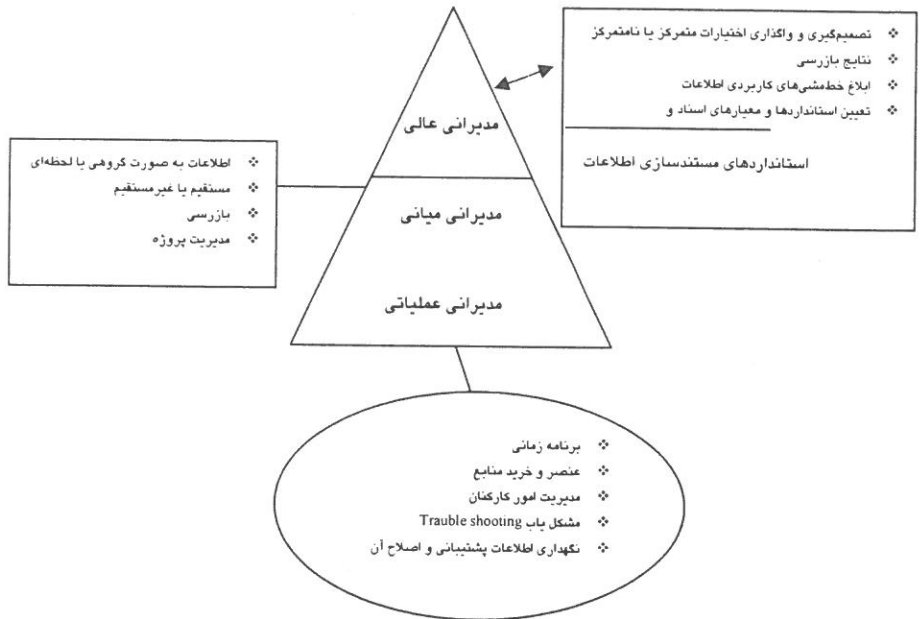 ❖ تصمیم‌گیری و واگذاری اختیارات متمرکز یا نامتمرکز
❖ نتایج بازرسی
❖ ابلاغ خط‌مشی‌های کاربردی اطلاعات
❖ تعیین استانداردها و معیارهای اسناد و
استانداردهای مستندسازی اطلاعات
مدیرانی عالی
❖ اطلاعات به صورت گروهی یا لحظه‌ای
❖ مستقیم یا غیرمستقیم
❖ بازرسی
❖ مدیریت پروژه
مدیرانی میانی
مدیرانی عملیاتی
❖ برنامه زمانی
❖ عنصر و خرید منابع
❖ مدیریت امور کارکنان
❖ مشکل یاب Trauble shooting
❖ نگهداری اطلاعات پشتیبانی و اصلاح آن